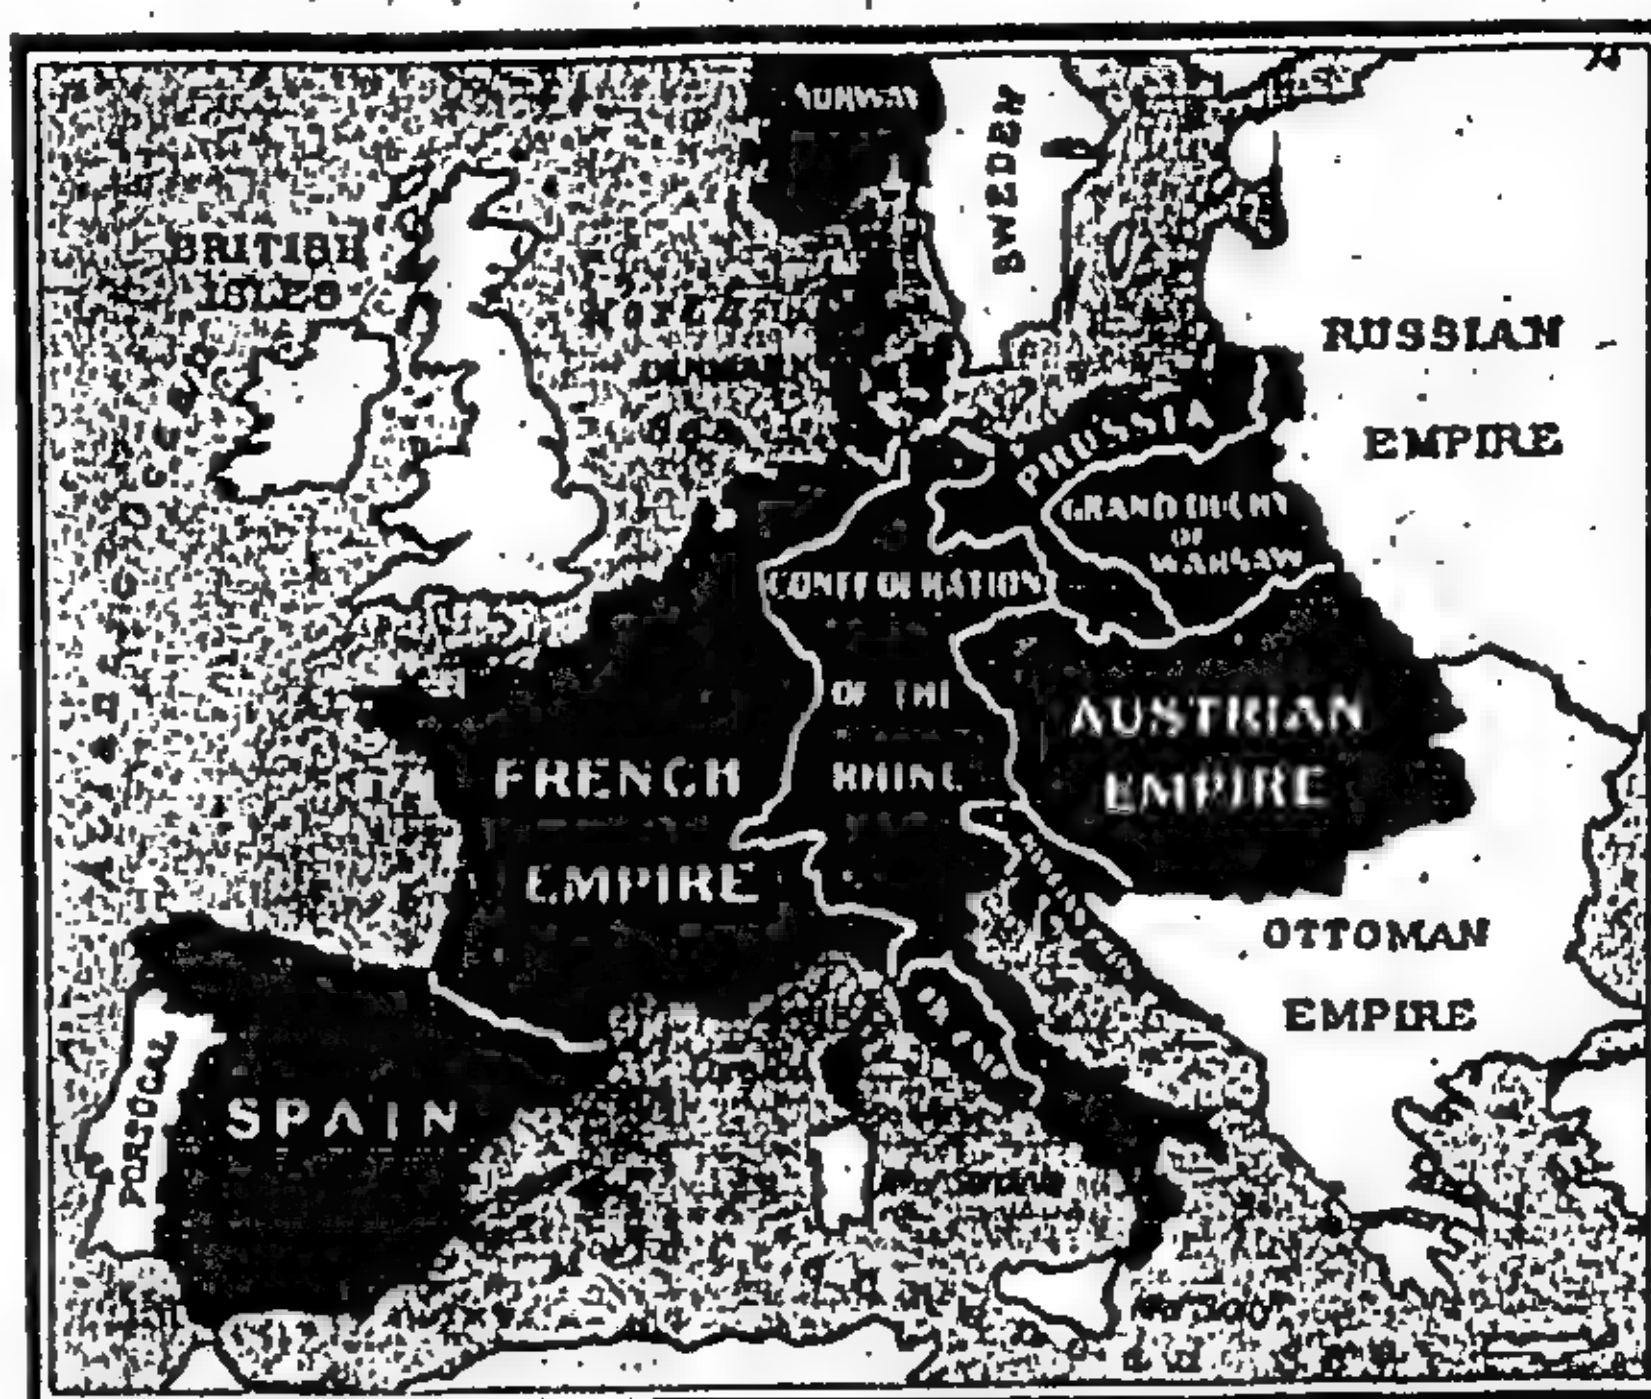 NORWAY
SWEDEN
BRITISH
ISLES
RUSSIAN
EMPIRE
PRUSSIA
GRAND DUCHY
OF
WARSAW
CONFEDERATION
OF THE
RHINE
AUSTRIAN
EMPIRE
FRENCH
EMPIRE
OTTOMAN
EMPIRE
PORSOCAL
SPAIN